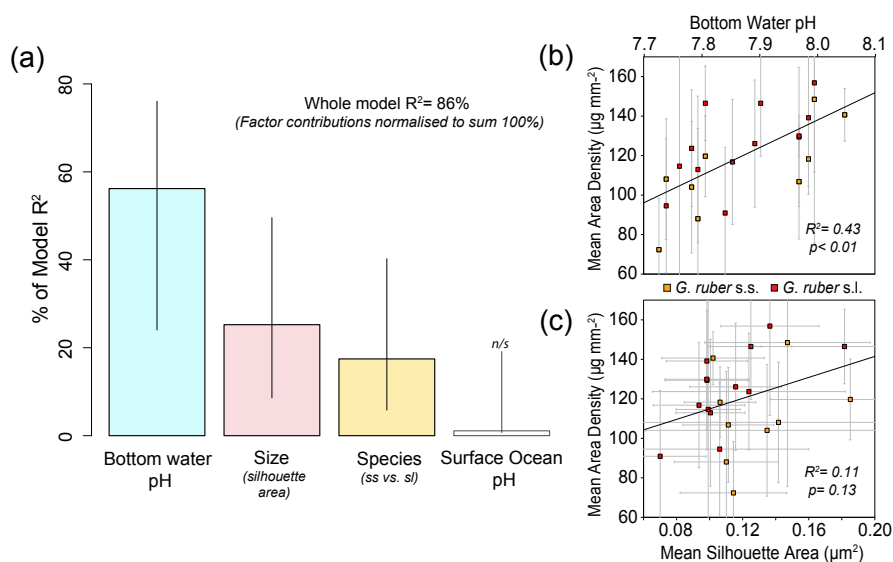 (a)
Whole model R²= 86%
(Factor contributions normalised to sum 100%)
% of Model R²
80
60
40
20
0
n/s
Bottom water
pH
Size
(silhouette
area)
Species
(ss vs. sl)
Surface Ocean
pH
Bottom Water pH
7.7 7.8 7.9 8 8.1
(b)
Mean Area Density (µg mm-²)
160
140
120
100
80
60
R²= 0.43
p< 0.01
G. ruber s.s. G. ruber s.l.
(c)
Mean Area Density (µg mm-²)
160
140
120
100
80
60
R²= 0.11
p= 0.13
0.08 0.12 0.16 0.20
Mean Silhouette Area (µm²)